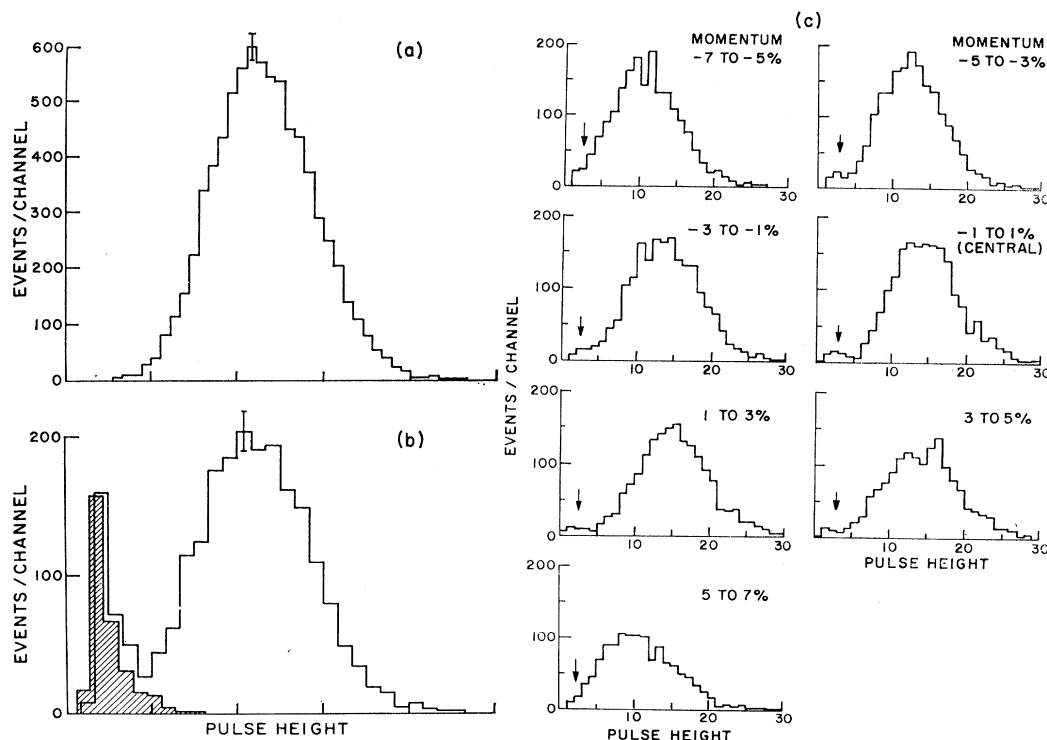 (a)
600
500
400
300
200
100
0
EVENTS/CHANNEL
(b)
200
100
0
EVENTS/CHANNEL
PULSE HEIGHT
(c)
EVENTS/CHANNEL
MOMENTUM
-7 TO -5%
200
100
0
10
20
30
MOMENTUM
-5 TO -3%
10
20
30
-3 TO -1%
200
100
0
10
20
30
-1 TO 1%
(CENTRAL)
10
20
30
1 TO 3%
200
100
0
10
20
30
3 TO 5%
10
20
30
PULSE HEIGHT
5 TO 7%
200
100
0
10
20
30
PULSE HEIGHT